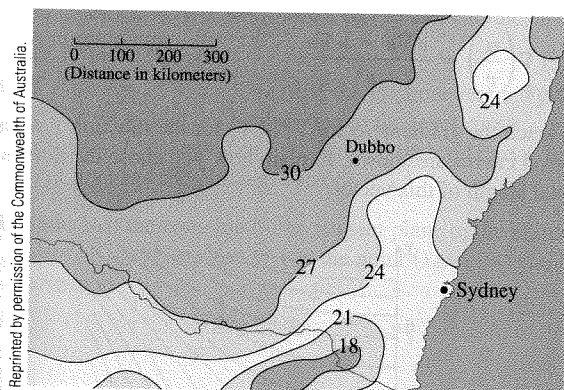 Reprinted by permission of the Commonwealth of Australia.
0 100 200 300
(Distance in kilometers)
24
Dubbo
30
27
24
Sydney
21
18